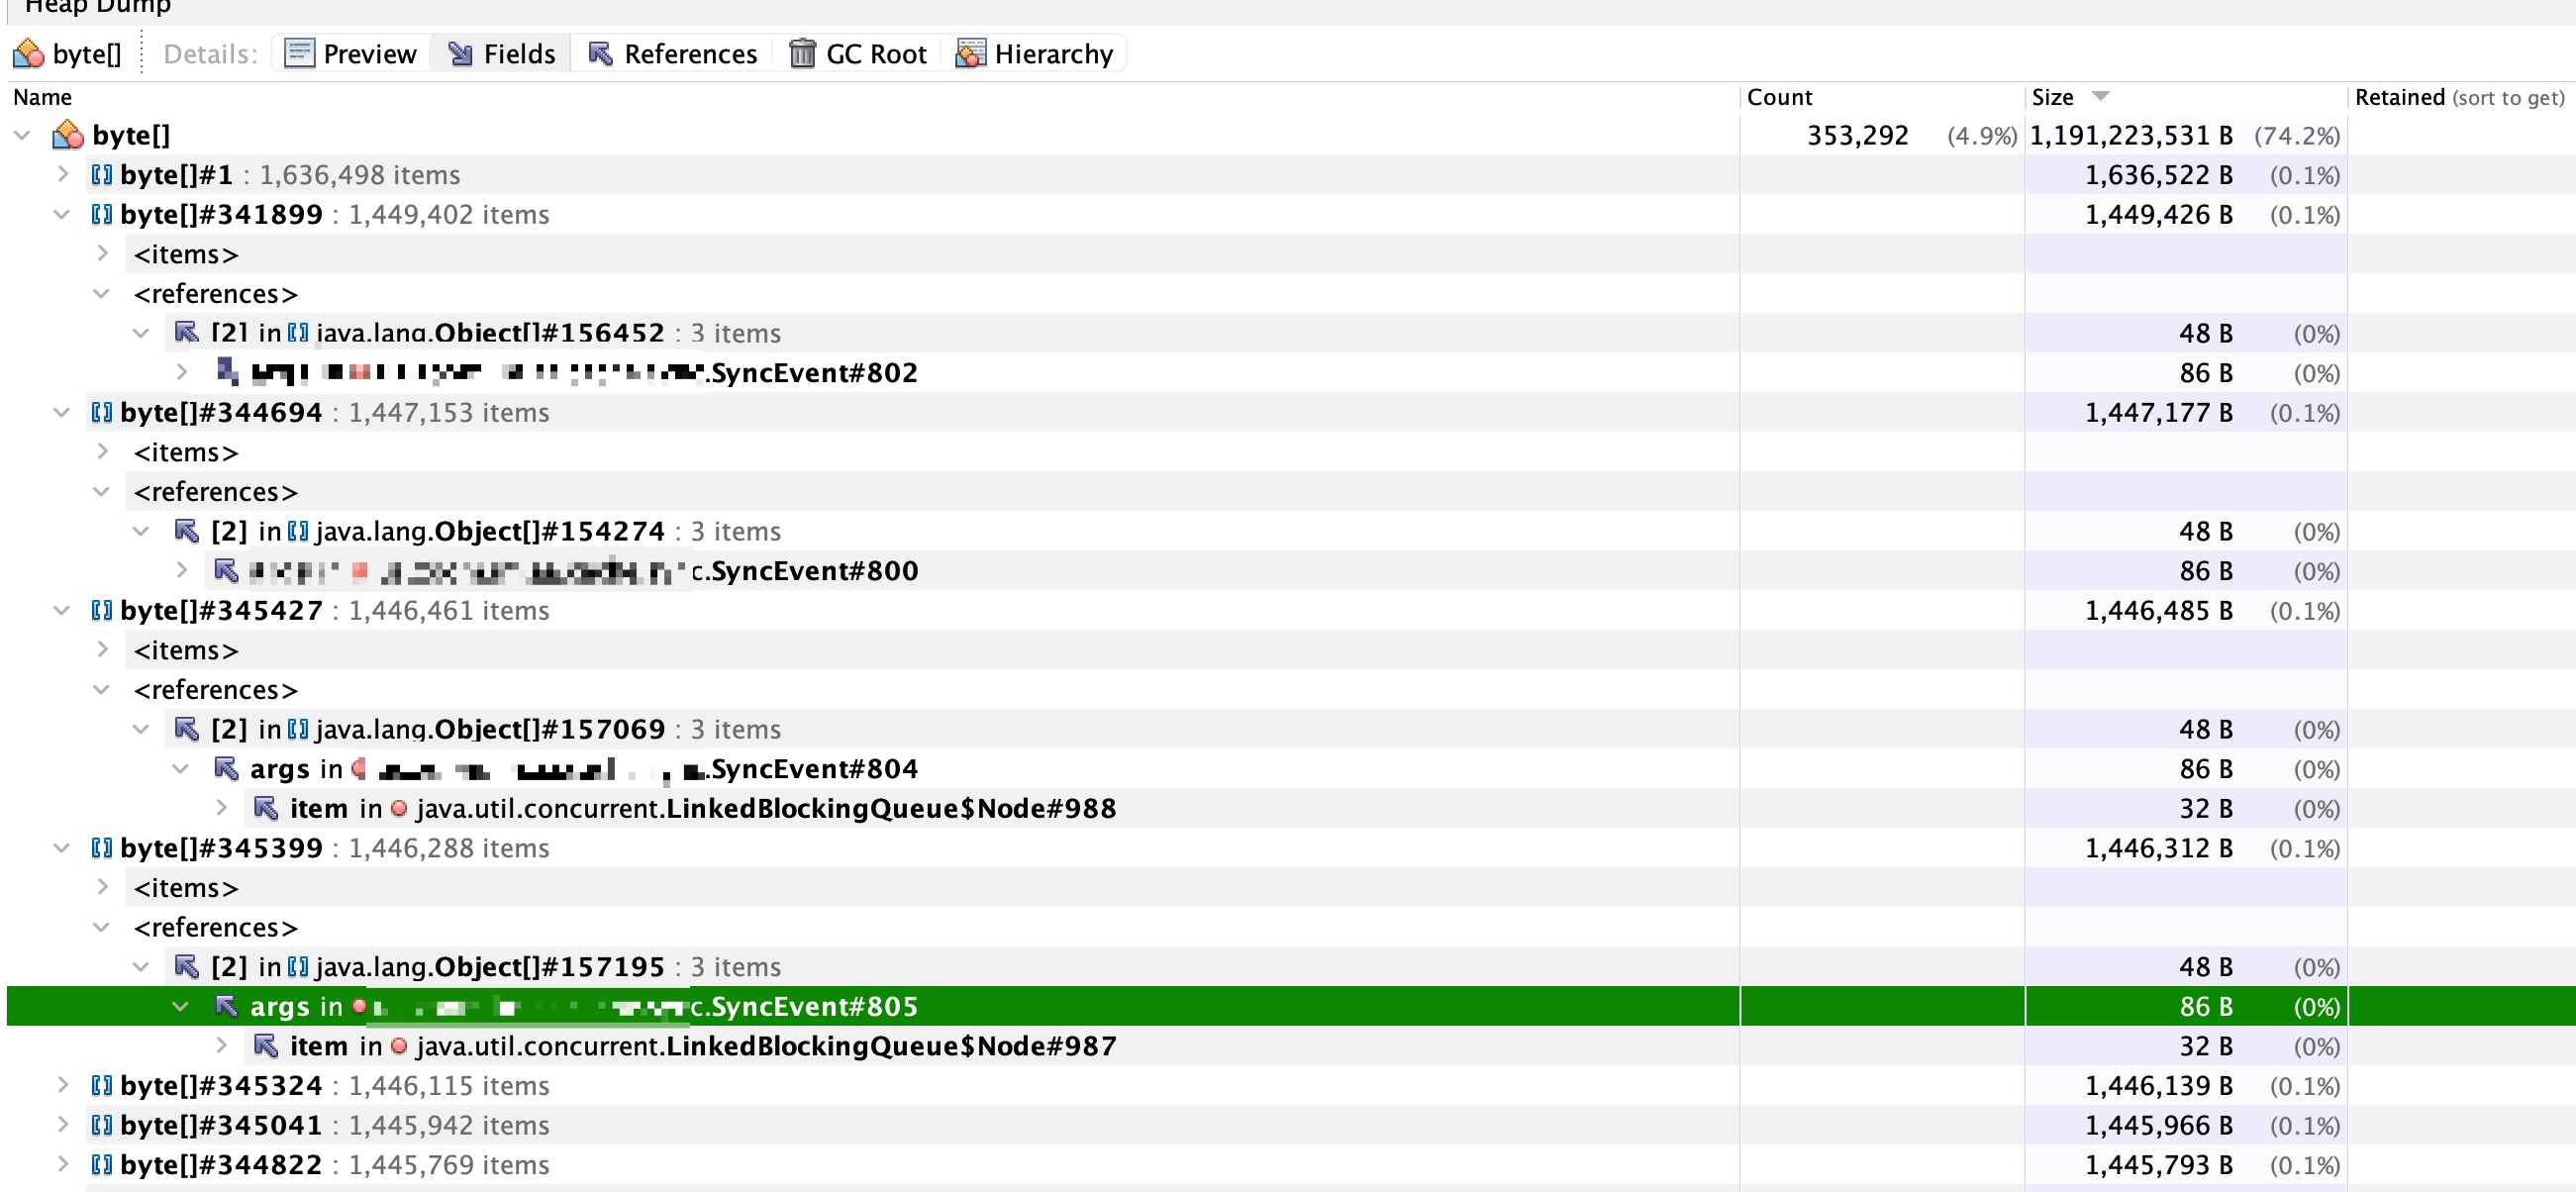 Heap Dump
byte[] Details: Preview Fields References GC Root Hierarchy
Name Count Size Retained (sort to get)
byte[] 353,292 (4.9%) 1,191,223,531 B (74.2%)
byte[]#1 : 1,636,498 items 1,636,522 B (0.1%)
byte[]#341899 : 1,449,402 items 1,449,426 B (0.1%)
<items>
<references>
[2] in java.lang.Object[]#156452 : 3 items 48 B (0%)
.SyncEvent#802 86 B (0%)
byte[]#344694 : 1,447,153 items 1,447,177 B (0.1%)
<items>
<references>
[2] in java.lang.Object[]#154274 : 3 items 48 B (0%)
c.SyncEvent#800 86 B (0%)
byte[]#345427 : 1,446,461 items 1,446,485 B (0.1%)
<items>
<references>
[2] in java.lang.Object[]#157069 : 3 items 48 B (0%)
args in .SyncEvent#804 86 B (0%)
item in java.util.concurrent.LinkedBlockingQueue$Node#988 32 B (0%)
byte[]#345399 : 1,446,288 items 1,446,312 B (0.1%)
<items>
<references>
[2] in java.lang.Object[]#157195 : 3 items 48 B (0%)
args in c.SyncEvent#805 86 B (0%)
item in java.util.concurrent.LinkedBlockingQueue$Node#987 32 B (0%)
byte[]#345324 : 1,446,115 items 1,446,139 B (0.1%)
byte[]#345041 : 1,445,942 items 1,445,966 B (0.1%)
byte[]#344822 : 1,445,769 items 1,445,793 B (0.1%)